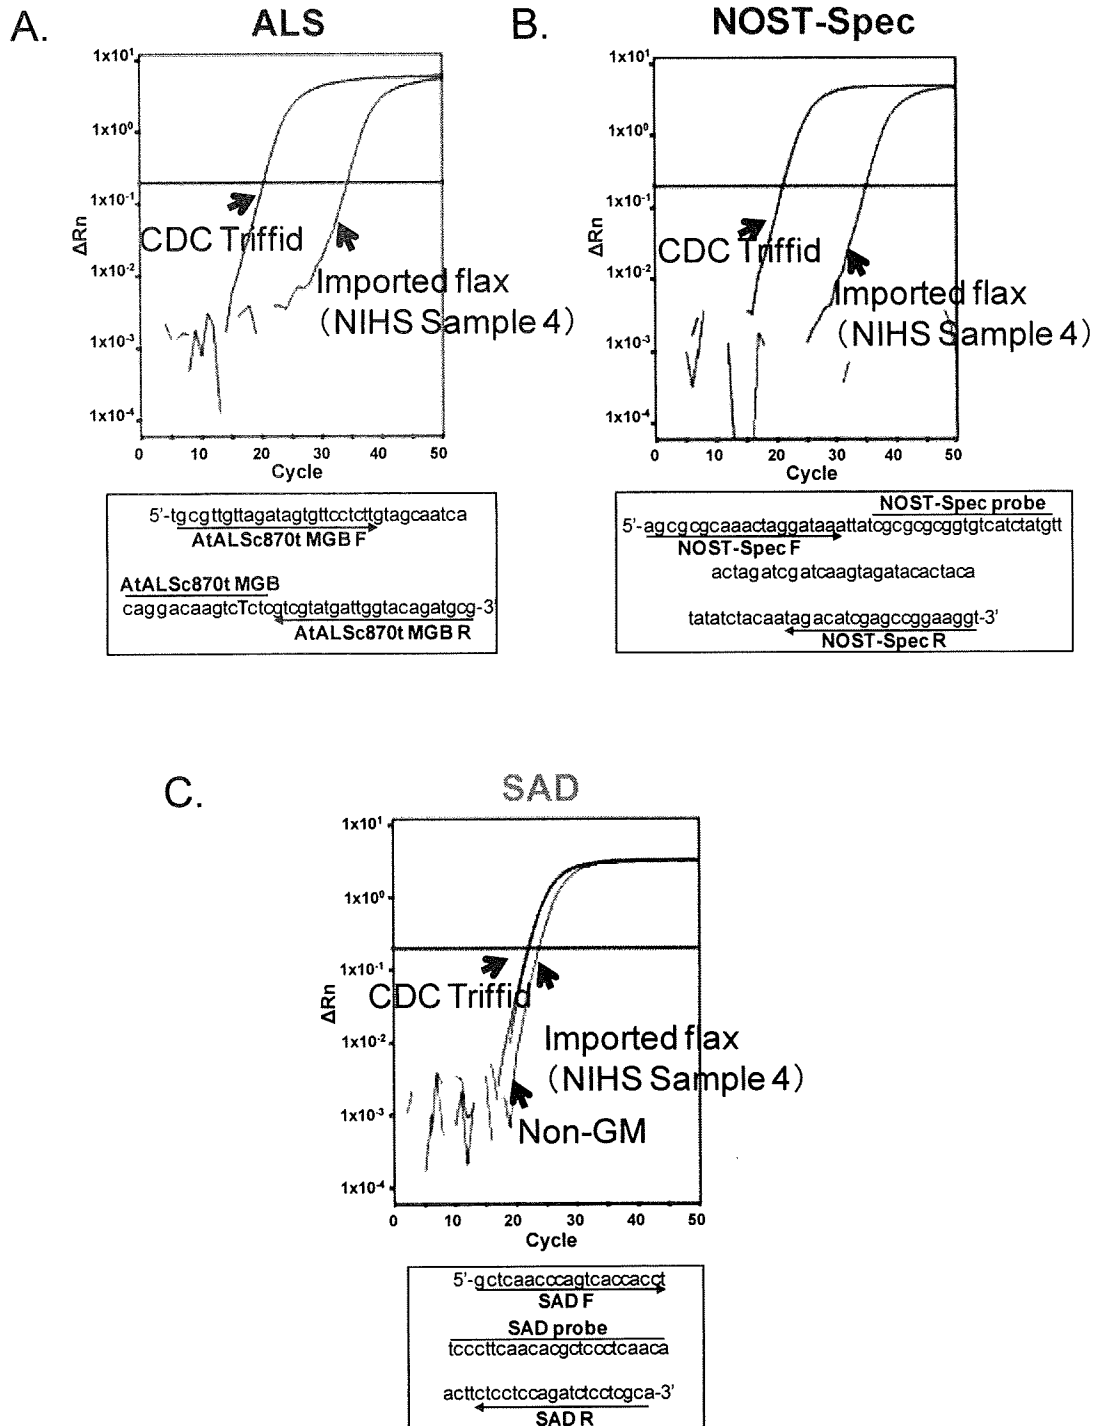 A.
ALS
1x10¹
1x10⁰
1x10⁻¹
1x10⁻²
1x10⁻³
1x10⁻⁴
ΔRn
CDC Triffid
Imported flax
(NIHS Sample 4)
0 10 20 30 40 50
Cycle
5'-tgcgttgttagatagtgttcctcttgtagcaatca
AtALSc870t MGB F
AtALSc870t MGB
caggacaagtcTctcgtcgtatgattggtacagatgcg-3'
AtALSc870t MGB R
B.
NOST-Spec
1x10¹
1x10⁰
1x10⁻¹
1x10⁻²
1x10⁻³
1x10⁻⁴
ΔRn
CDC Triffid
Imported flax
(NIHS Sample 4)
0 10 20 30 40 50
Cycle
NOST-Spec probe
5'-agcgcgcaaactaggataaattatcgcgcgcggtgtcatctatgtt
NOST-Spec F
actagatcgatcaagtagatacactaca
tatatctacaatagacatcgagccggaaggt-3'
NOST-Spec R
C.
SAD
1x10¹
1x10⁰
1x10⁻¹
1x10⁻²
1x10⁻³
1x10⁻⁴
ΔRn
CDC Triffid
Imported flax
(NIHS Sample 4)
Non-GM
0 10 20 30 40 50
Cycle
5'-gctcaacccagtcaccacct
SAD F
SAD probe
tcccttcaacacgctccctcaaca
acttctcctccagatctcctcgca-3'
SAD R